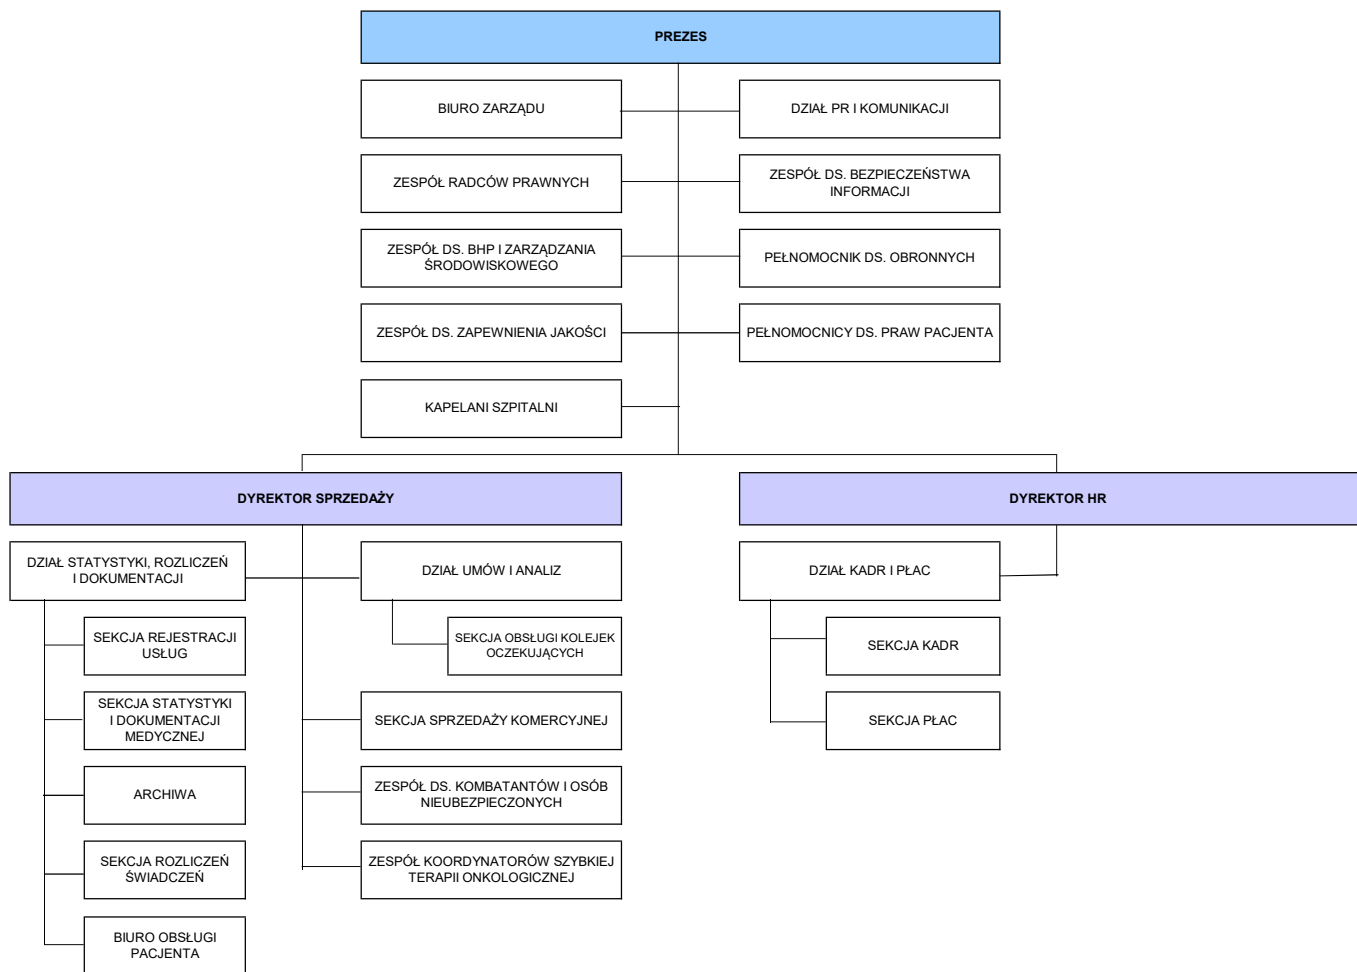 PREZES
BIURO ZARZĄDU
DZIAŁ PR I KOMUNIKACJI
ZESPÓŁ RADCÓW PRAWNYCH
ZESPÓŁ DS. BEZPIECZEŃSTWA
INFORMACJI
ZESPÓŁ DS. BHP I ZARZĄDZANIA
ŚRODOWISKOWEGO
PEŁNOMOCNIK DS. OBRONNYCH
ZESPÓŁ DS. ZAPEWNIENIA JAKOŚCI
PEŁNOMOCNICY DS. PRAW PACJENTA
KAPELANI SZPITALNI
DYREKTOR SPRZEDAŻY
DYREKTOR HR
DZIAŁ STATYSTYKI, ROZLICZEŃ
I DOKUMENTACJI
DZIAŁ UMÓW I ANALIZ
DZIAŁ KADR I PŁAC
SEKCJA REJESTRACJI
USŁUG
SEKCJA OBSŁUGI KOLEJEK
OCZEKUJĄCYCH
SEKCJA KADR
SEKCJA STATYSTYKI
I DOKUMENTACJI
MEDYCZNEJ
SEKCJA SPRZEDAŻY KOMERCYJNEJ
SEKCJA PŁAC
ARCHIWA
ZESPÓŁ DS. KOMBATANTÓW I OSÓB
NIEUBEZPIECZONYCH
SEKCJA ROZLICZEŃ
ŚWIADCZEŃ
ZESPÓŁ KOORDYNATORÓW SZYBKIEJ
TERAPII ONKOLOGICZNEJ
BIURO OBSŁUGI
PACJENTA